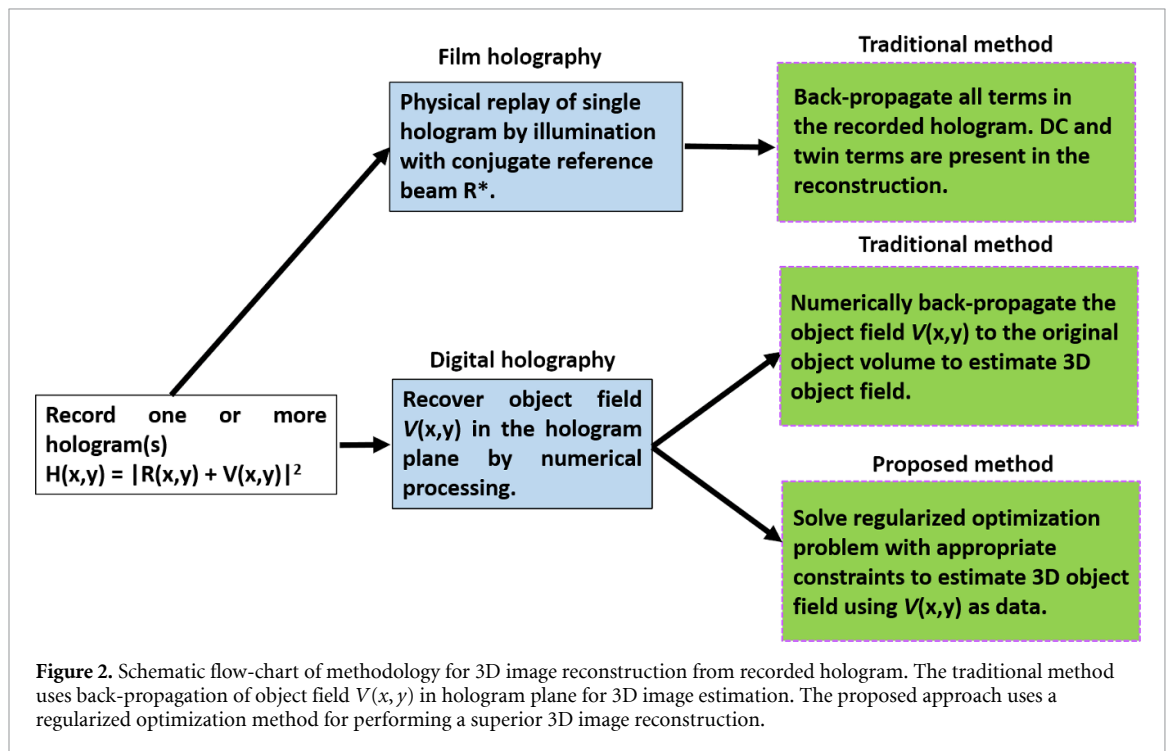 Film holography
Physical replay of single
hologram by illumination
with conjugate reference
beam R*.
Traditional method
Back-propagate all terms in
the recorded hologram. DC and
twin terms are present in the
reconstruction.
Record one or more
hologram(s)
H(x,y) = |R(x,y) + V(x,y)|²
Digital holography
Recover object field
V(x,y) in the hologram
plane by numerical
processing.
Traditional method
Numerically back-propagate the
object field V(x,y) to the original
object volume to estimate 3D
object field.
Proposed method
Solve regularized optimization
problem with appropriate
constraints to estimate 3D object
field using V(x,y) as data.
Figure 2. Schematic flow-chart of methodology for 3D image reconstruction from recorded hologram. The traditional method
uses back-propagation of object field V(x, y) in hologram plane for 3D image estimation. The proposed approach uses a
regularized optimization method for performing a superior 3D image reconstruction.